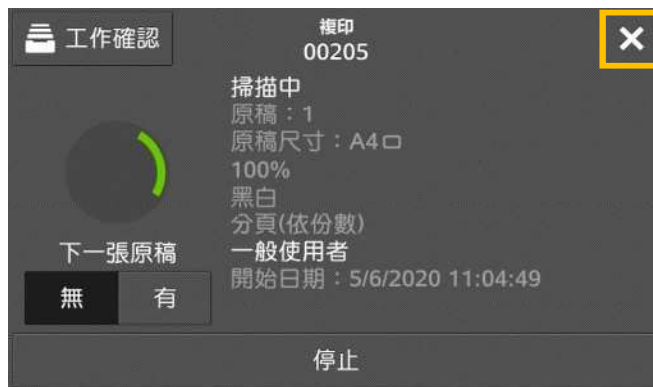 工作確認
複印
00205
掃描中
原稿：1
原稿尺寸：A4
100%
黑白
分頁(依份數)
一般使用者
開始日期：5/6/2020 11:04:49
下一張原稿
無
有
停止